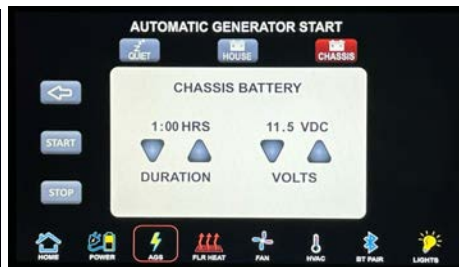 AUTOMATIC GENERATOR START
QUIET HOUSE CHASSIS
CHASSIS BATTERY
1:00 HRS 11.5 VDC
START
DURATION VOLTS
STOP
HOME POWER AGS FLR HEAT FAN HVAC BT PAIR LIGHTS